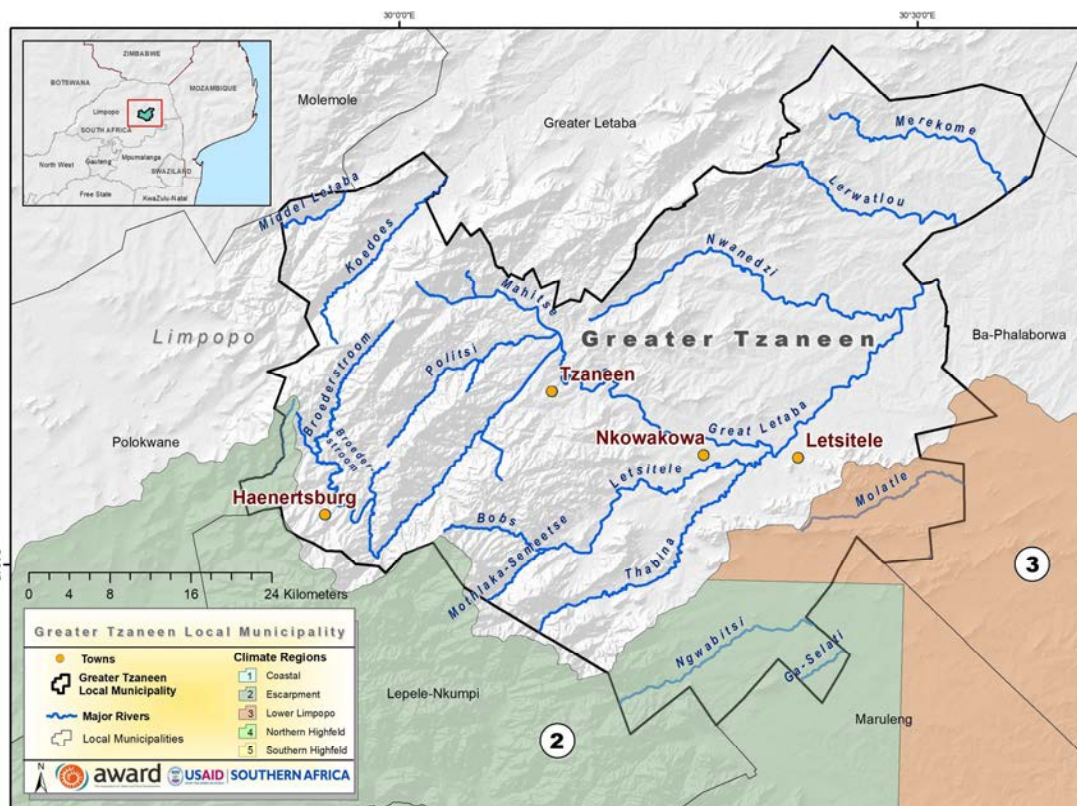 30°0'0"E
30°30'0"E
ZIMBABWE
BOTSWANA
MOZAMBIQUE
Limpopo
SOUTH AFRICA
North West
Gauteng
Mpumalanga
SWAZILAND
Free State
KwaZulu-Natal
Molemole
Greater Letaba
Merekome
Lerwatlou
Middel Letaba
Koedoes
Nwanedzi
Mahitse
Limpopo
Greater Tzaneen
Ba-Phalaborwa
Politsi
Broederstroom
Tzaneen
Polokwane
Broeder-
stroom
Great Letaba
Nkowakowa
Letsitele
Letsitele
Molatle
Haenertsburg
Bobs
Mothlaka-Semeetse
Thabina
3
0 4 8 16 24 Kilometers
Ngwabitsi
Ga-Selati
Lepele-Nkumpi
Maruleng
2
Greater Tzaneen Local Municipality
Towns
Greater Tzaneen
Local Municipality
Major Rivers
Local Municipalities
Climate Regions
1 Coastal
2 Escarpment
3 Lower Limpopo
4 Northern Highfeld
5 Southern Highfeld
N
award
USAID SOUTHERN AFRICA